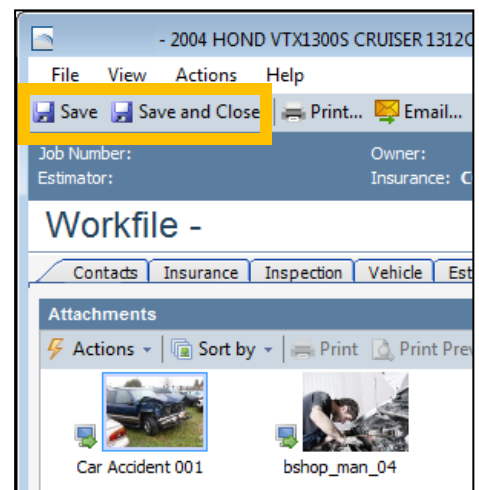 - 2004 HOND VTX1300S CRUISER 1312C
File View Actions Help
Save Save and Close Print... Email...
Job Number: Owner:
Estimator: Insurance:
Workfile -
Contacts Insurance Inspection Vehicle Est
Attachments
Actions Sort by Print Print Prev
Car Accident 001 bshop_man_04